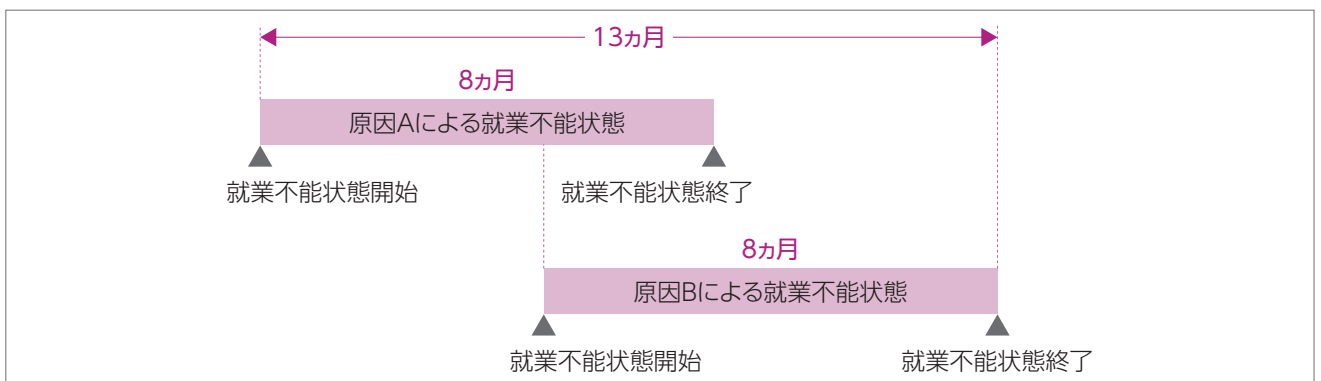 13ヵ月
8ヵ月
原因Aによる就業不能状態
就業不能状態開始
就業不能状態終了
8ヵ月
原因Bによる就業不能状態
就業不能状態開始
就業不能状態終了